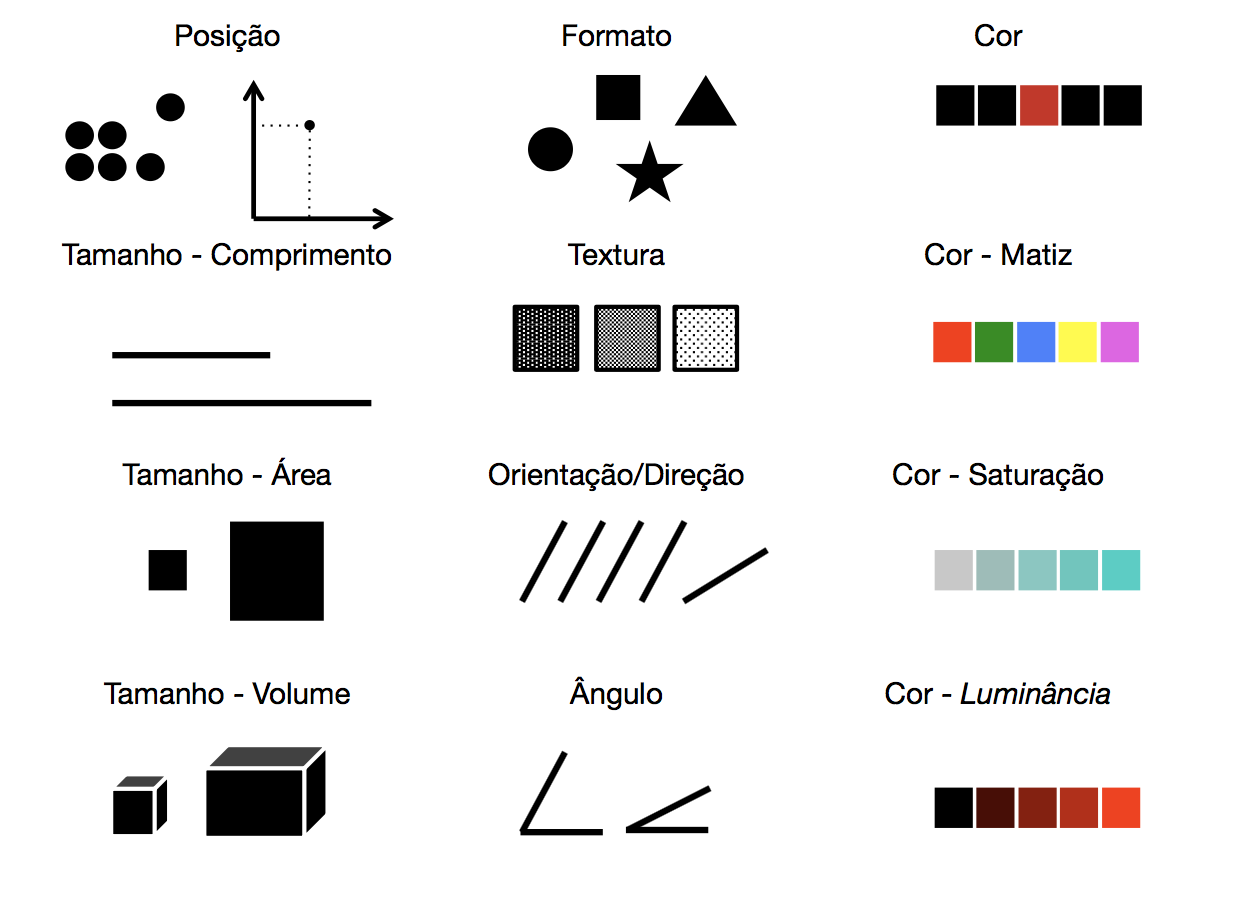 Posição
Formato
Cor
Tamanho - Comprimento
Textura
Cor - Matiz
Tamanho - Área
Orientação/Direção
Cor - Saturação
Tamanho - Volume
Ângulo
Cor - Luminância